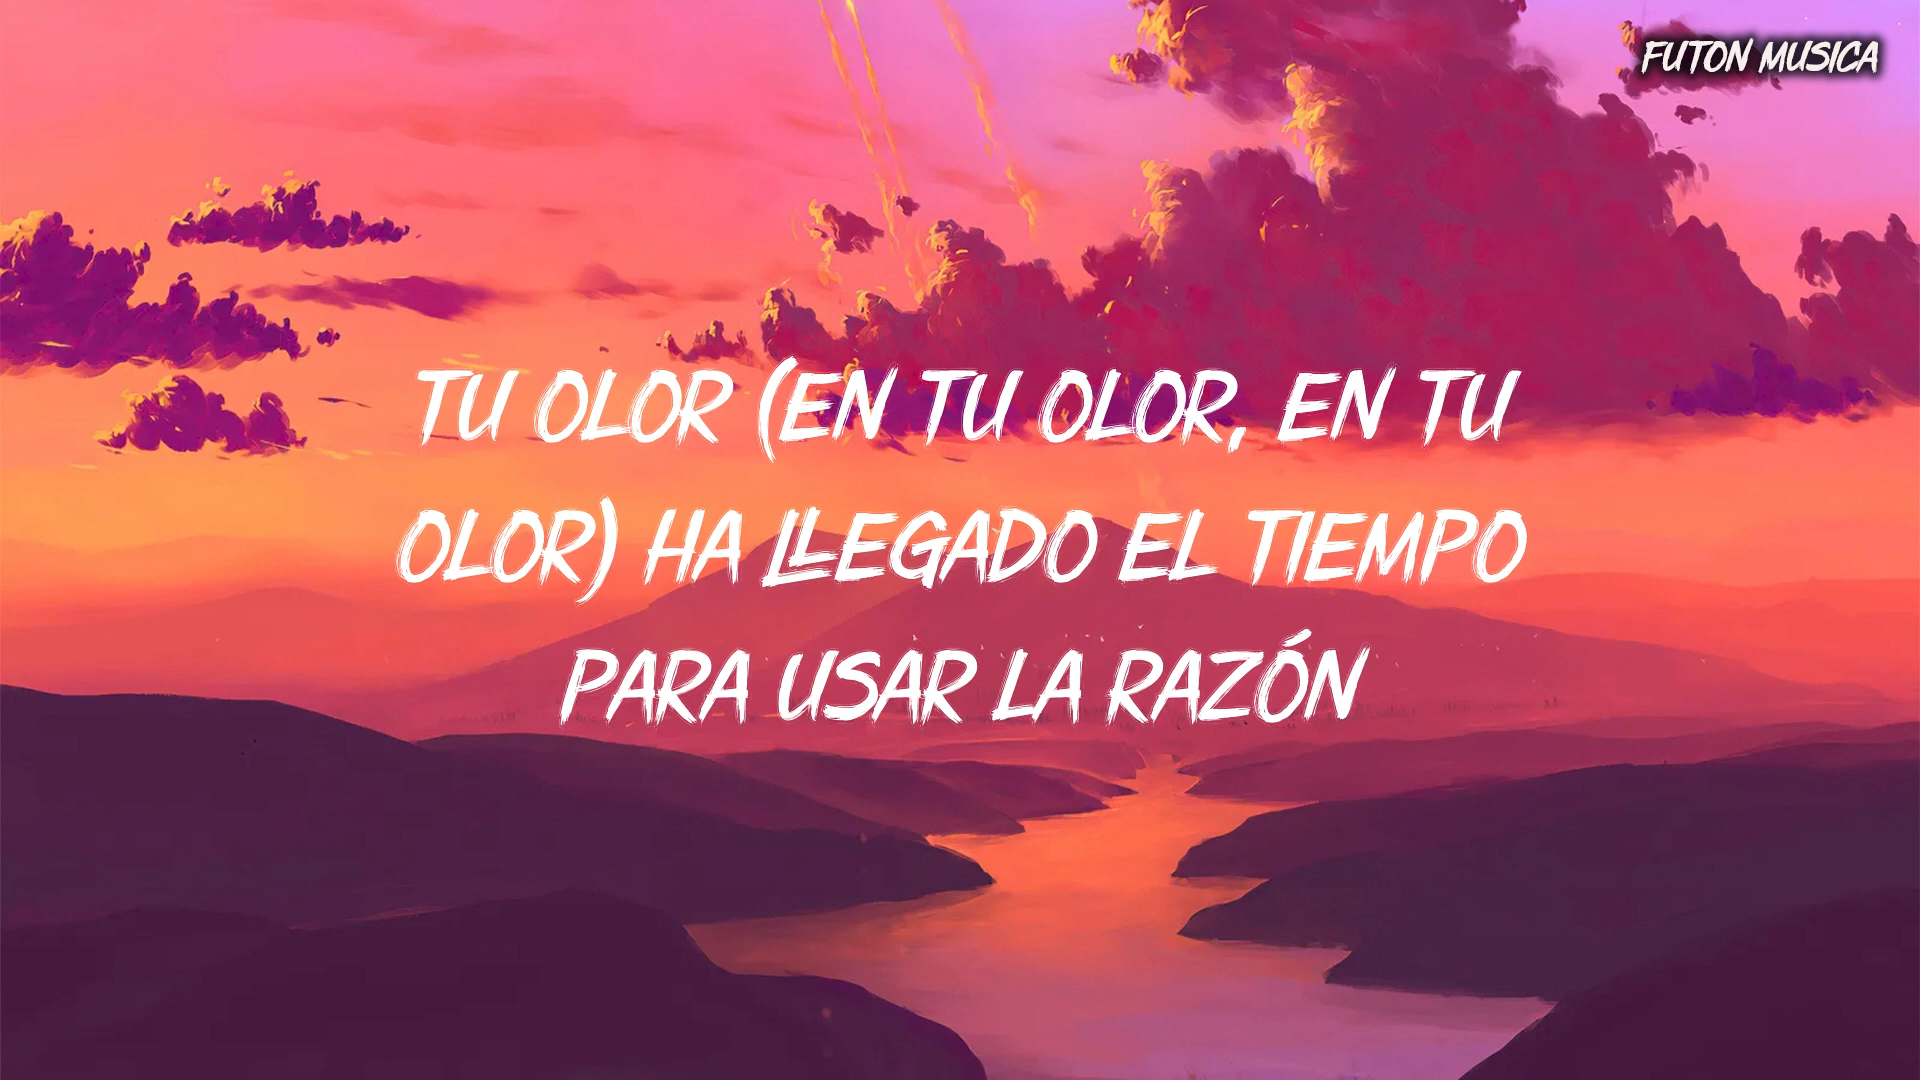 FUTON MUSICA
TU OLOR (EN TU OLOR, EN TU
OLOR) HA LLEGADO EL TIEMPO
PARA USAR LA RAZÓN